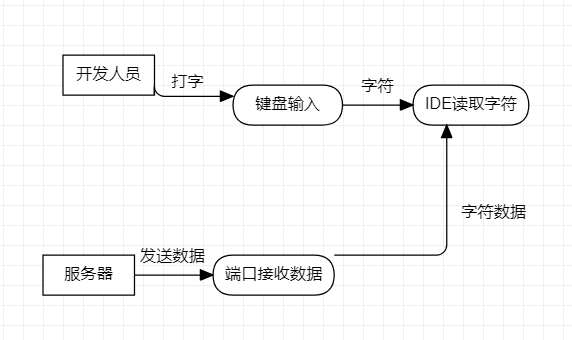 开发人员
打字
键盘输入
字符
IDE读取字符
字符数据
服务器
发送数据
端口接收数据